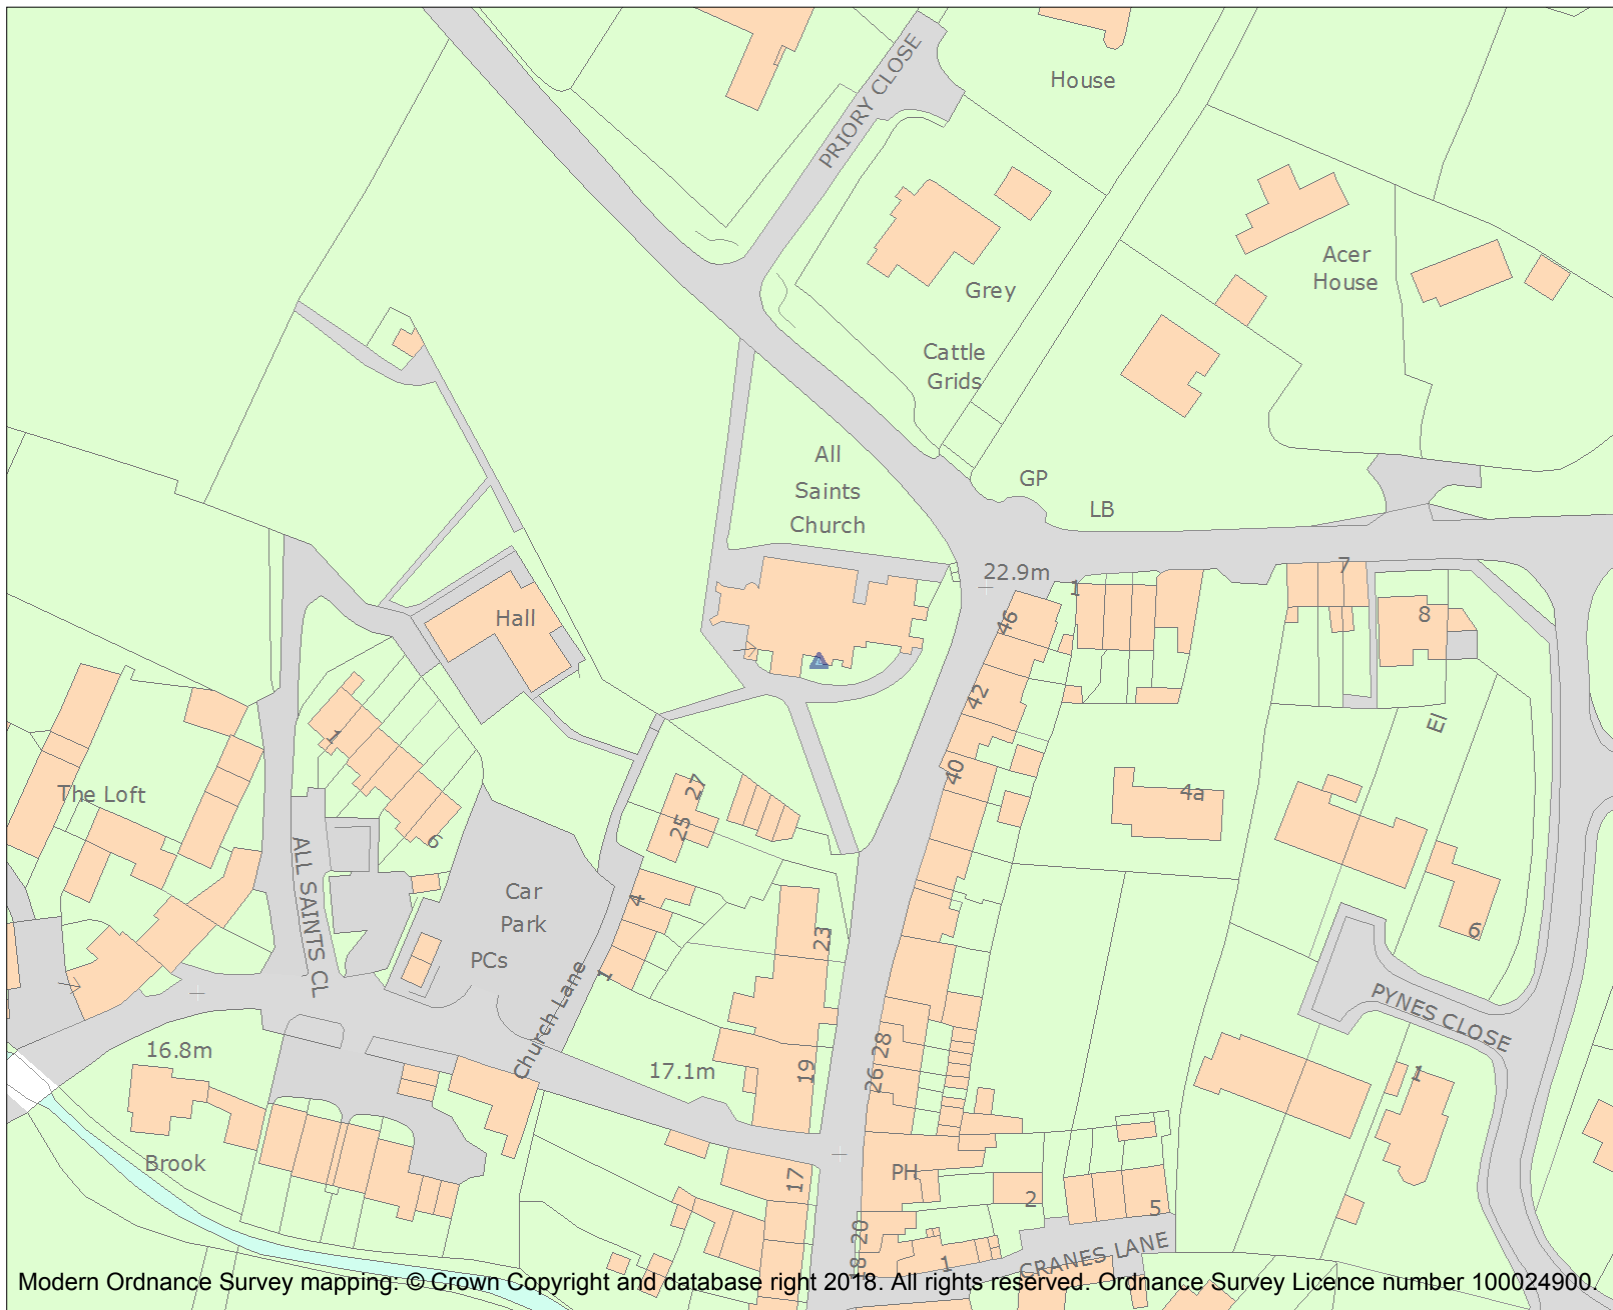 PRIORY CLOSE
House
Acer
House
Grey
Cattle
Grids
All
Saints
Church
GP
LB
22.9m
1
7
8
46
Hall
42
El
1
The Loft
27
25
40
4a
6
ALL SAINTS CL
Car
Park
PCs
4
1
23
6
Church Lane
PYNES CLOSE
16.8m
17.1m
19
28
26
1
Brook
17
PH
2
5
20
18
1
CRANES LANE
Modern Ordnance Survey mapping: © Crown Copyright and database right 2018. All rights reserved. Ordnance Survey Licence number 100024900.